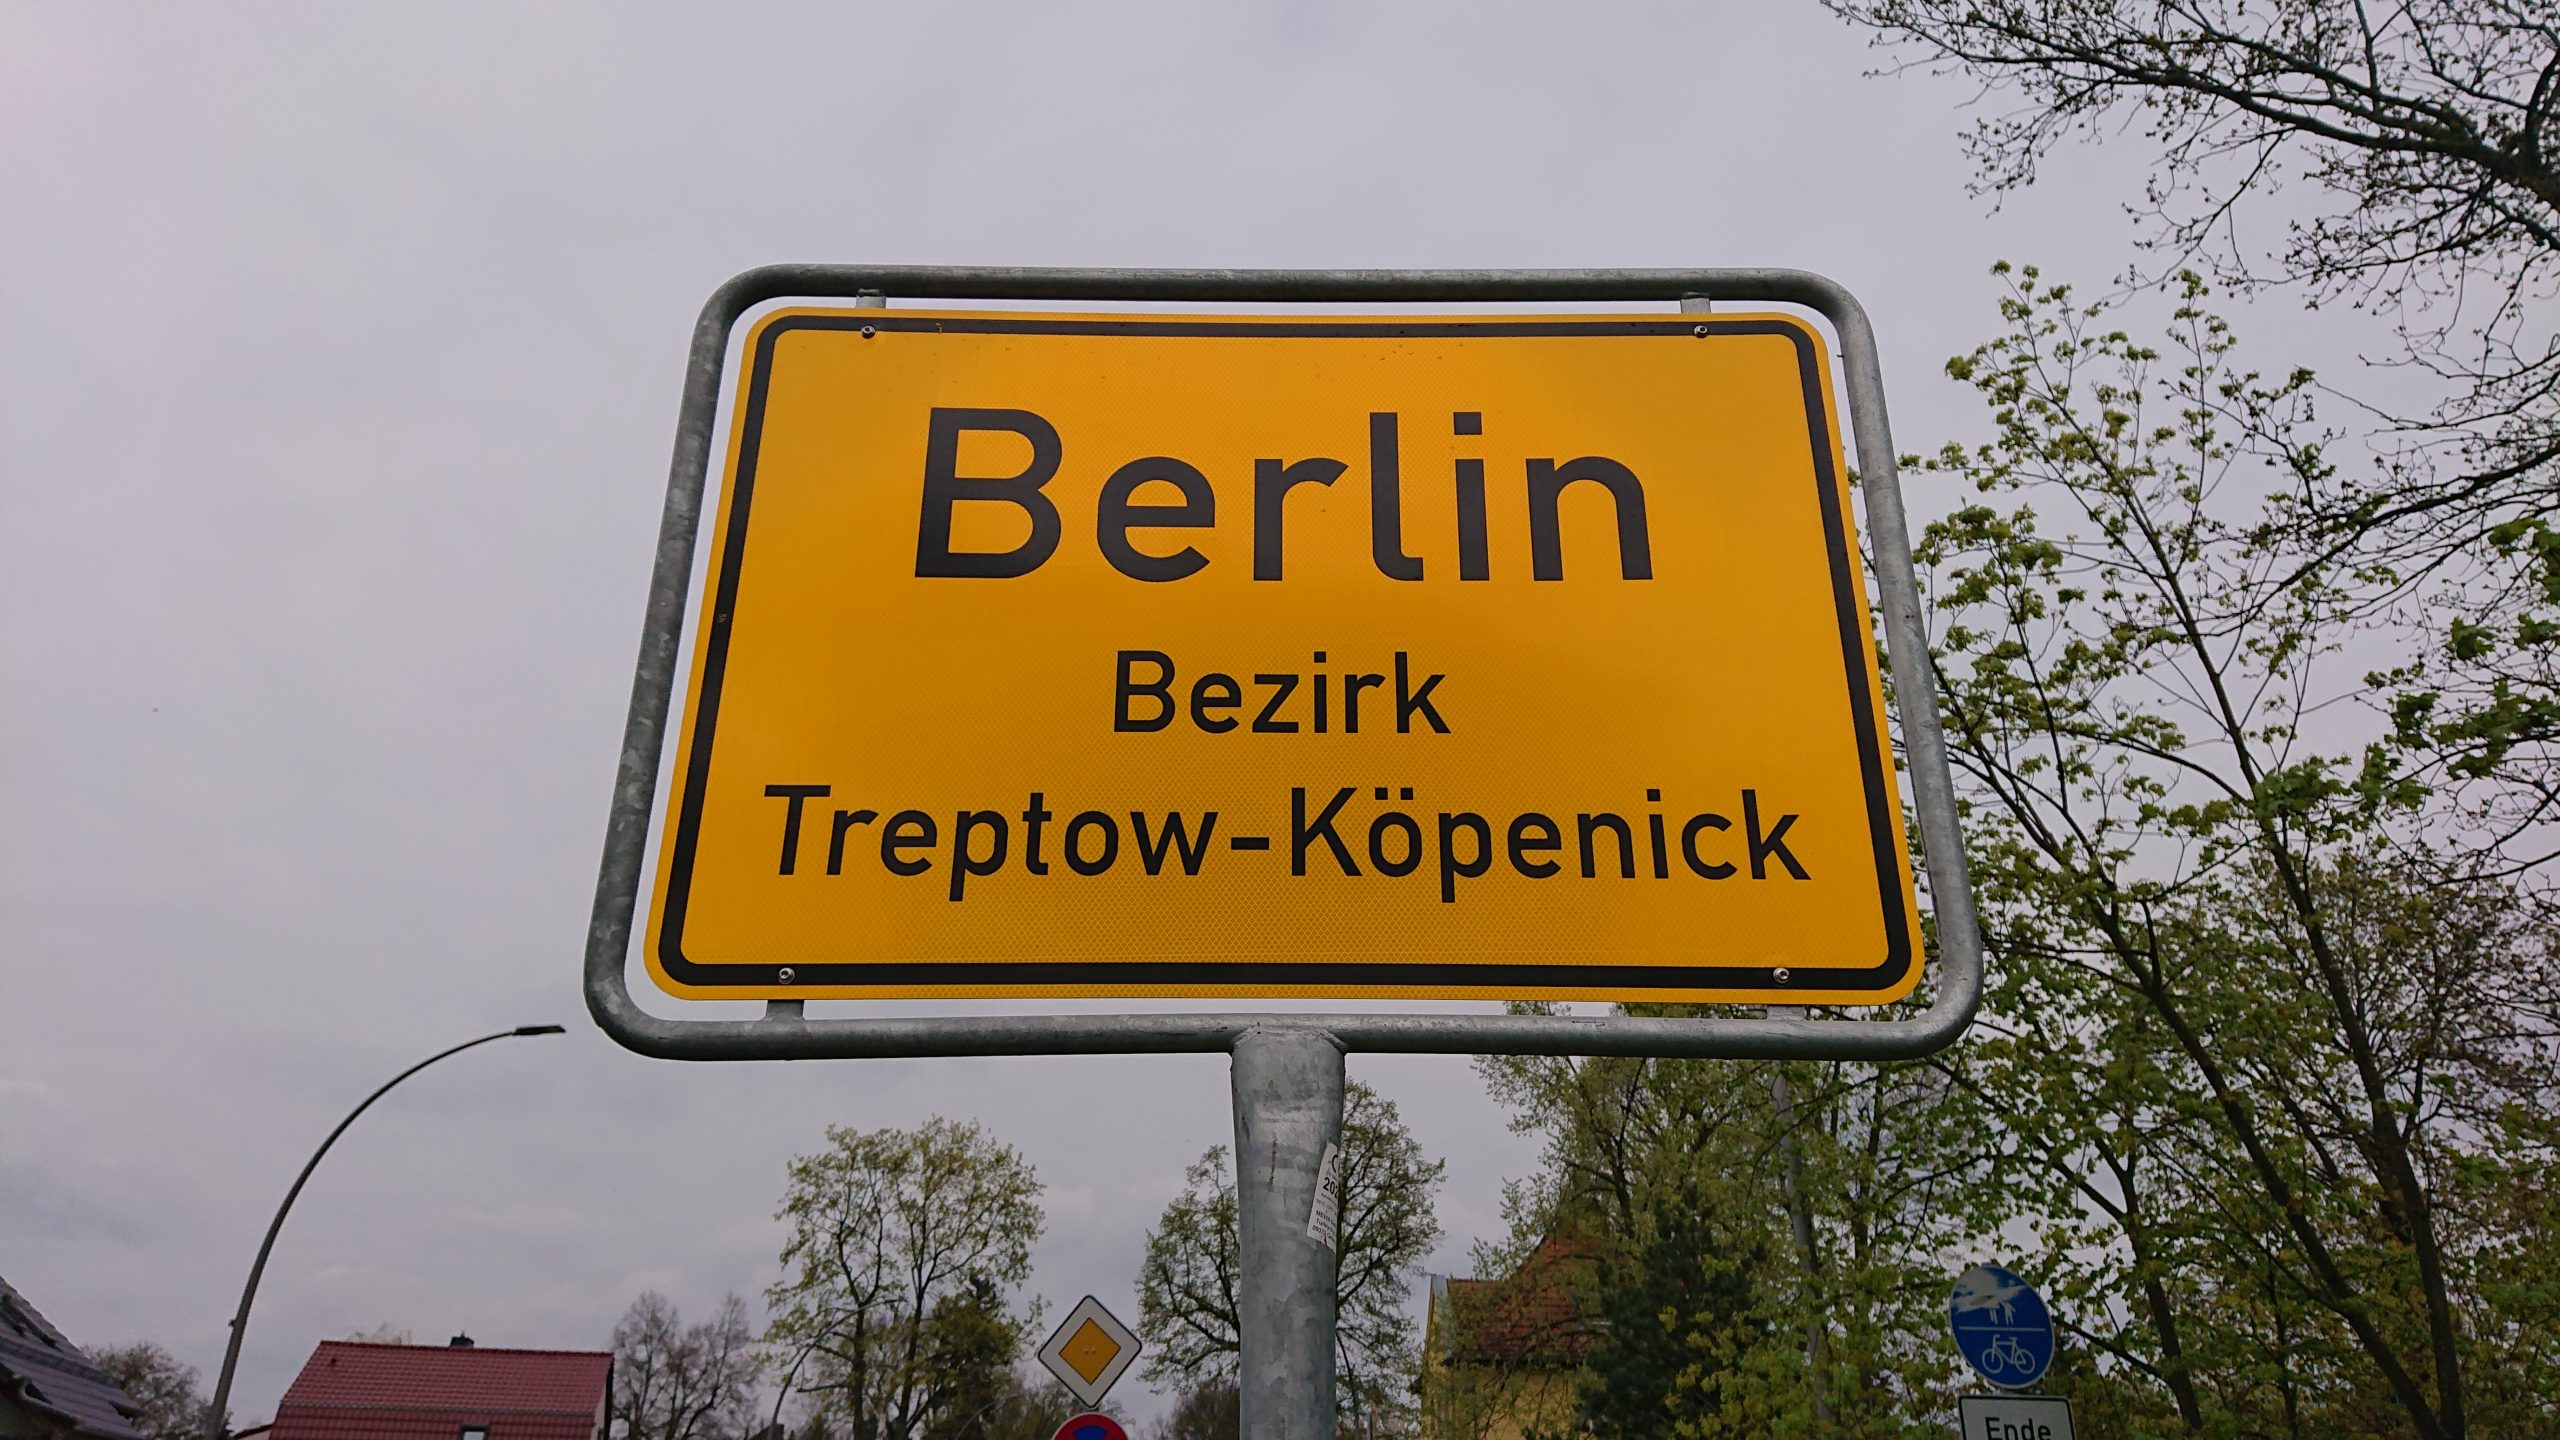 Berlin
Bezirk
Treptow-Köpenick
Ende